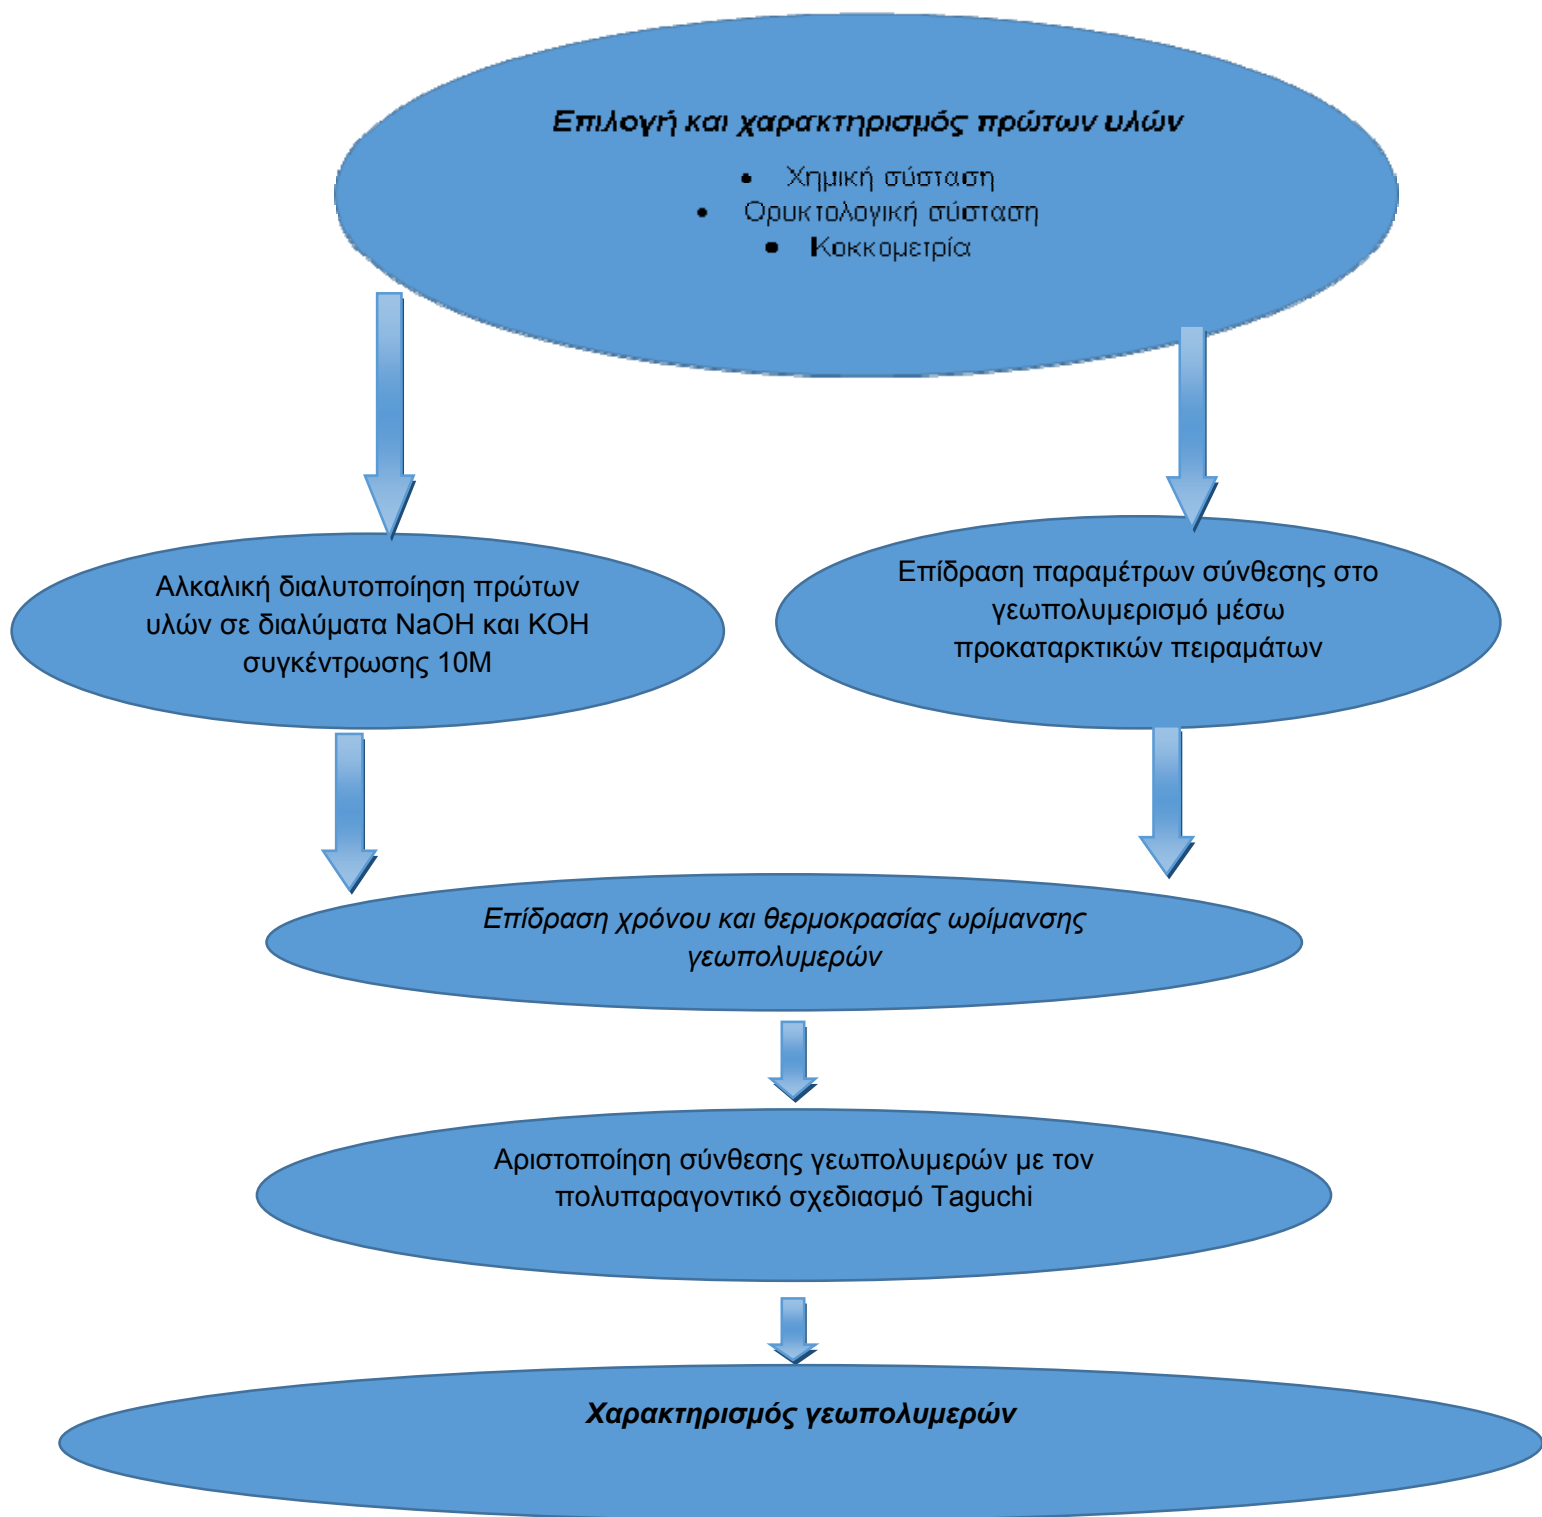 Επιλογή και χαρακτηρισμός πρώτων υλών
• Χημική σύσταση
• Ορυκτολογική σύσταση
• Κοκκομετρία
Αλκαλική διαλυτοποίηση πρώτων
υλών σε διαλύματα NaOH και KOH
συγκέντρωσης 10M
Επίδραση παραμέτρων σύνθεσης στο
γεωπολυμερισμό μέσω
προκαταρκτικών πειραμάτων
Επίδραση χρόνου και θερμοκρασίας ωρίμανσης
γεωπολυμερών
Αριστοποίηση σύνθεσης γεωπολυμερών με τον
πολυπαραγοντικό σχεδιασμό Taguchi
Χαρακτηρισμός γεωπολυμερών